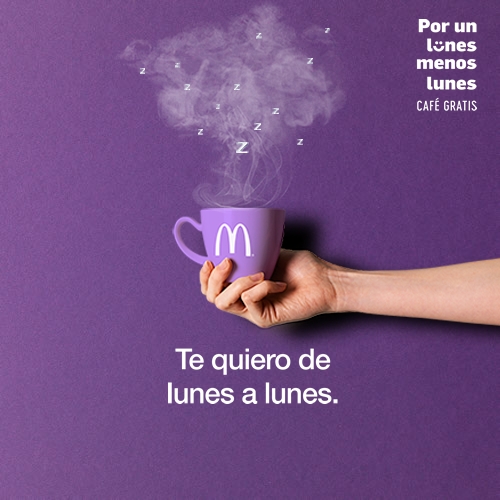 Por un
lunes
menos
lunes
CAFÉ GRATIS
z
z
z
z
z
z
z
z
z
z
z
z
M
Te quiero de
lunes a lunes.